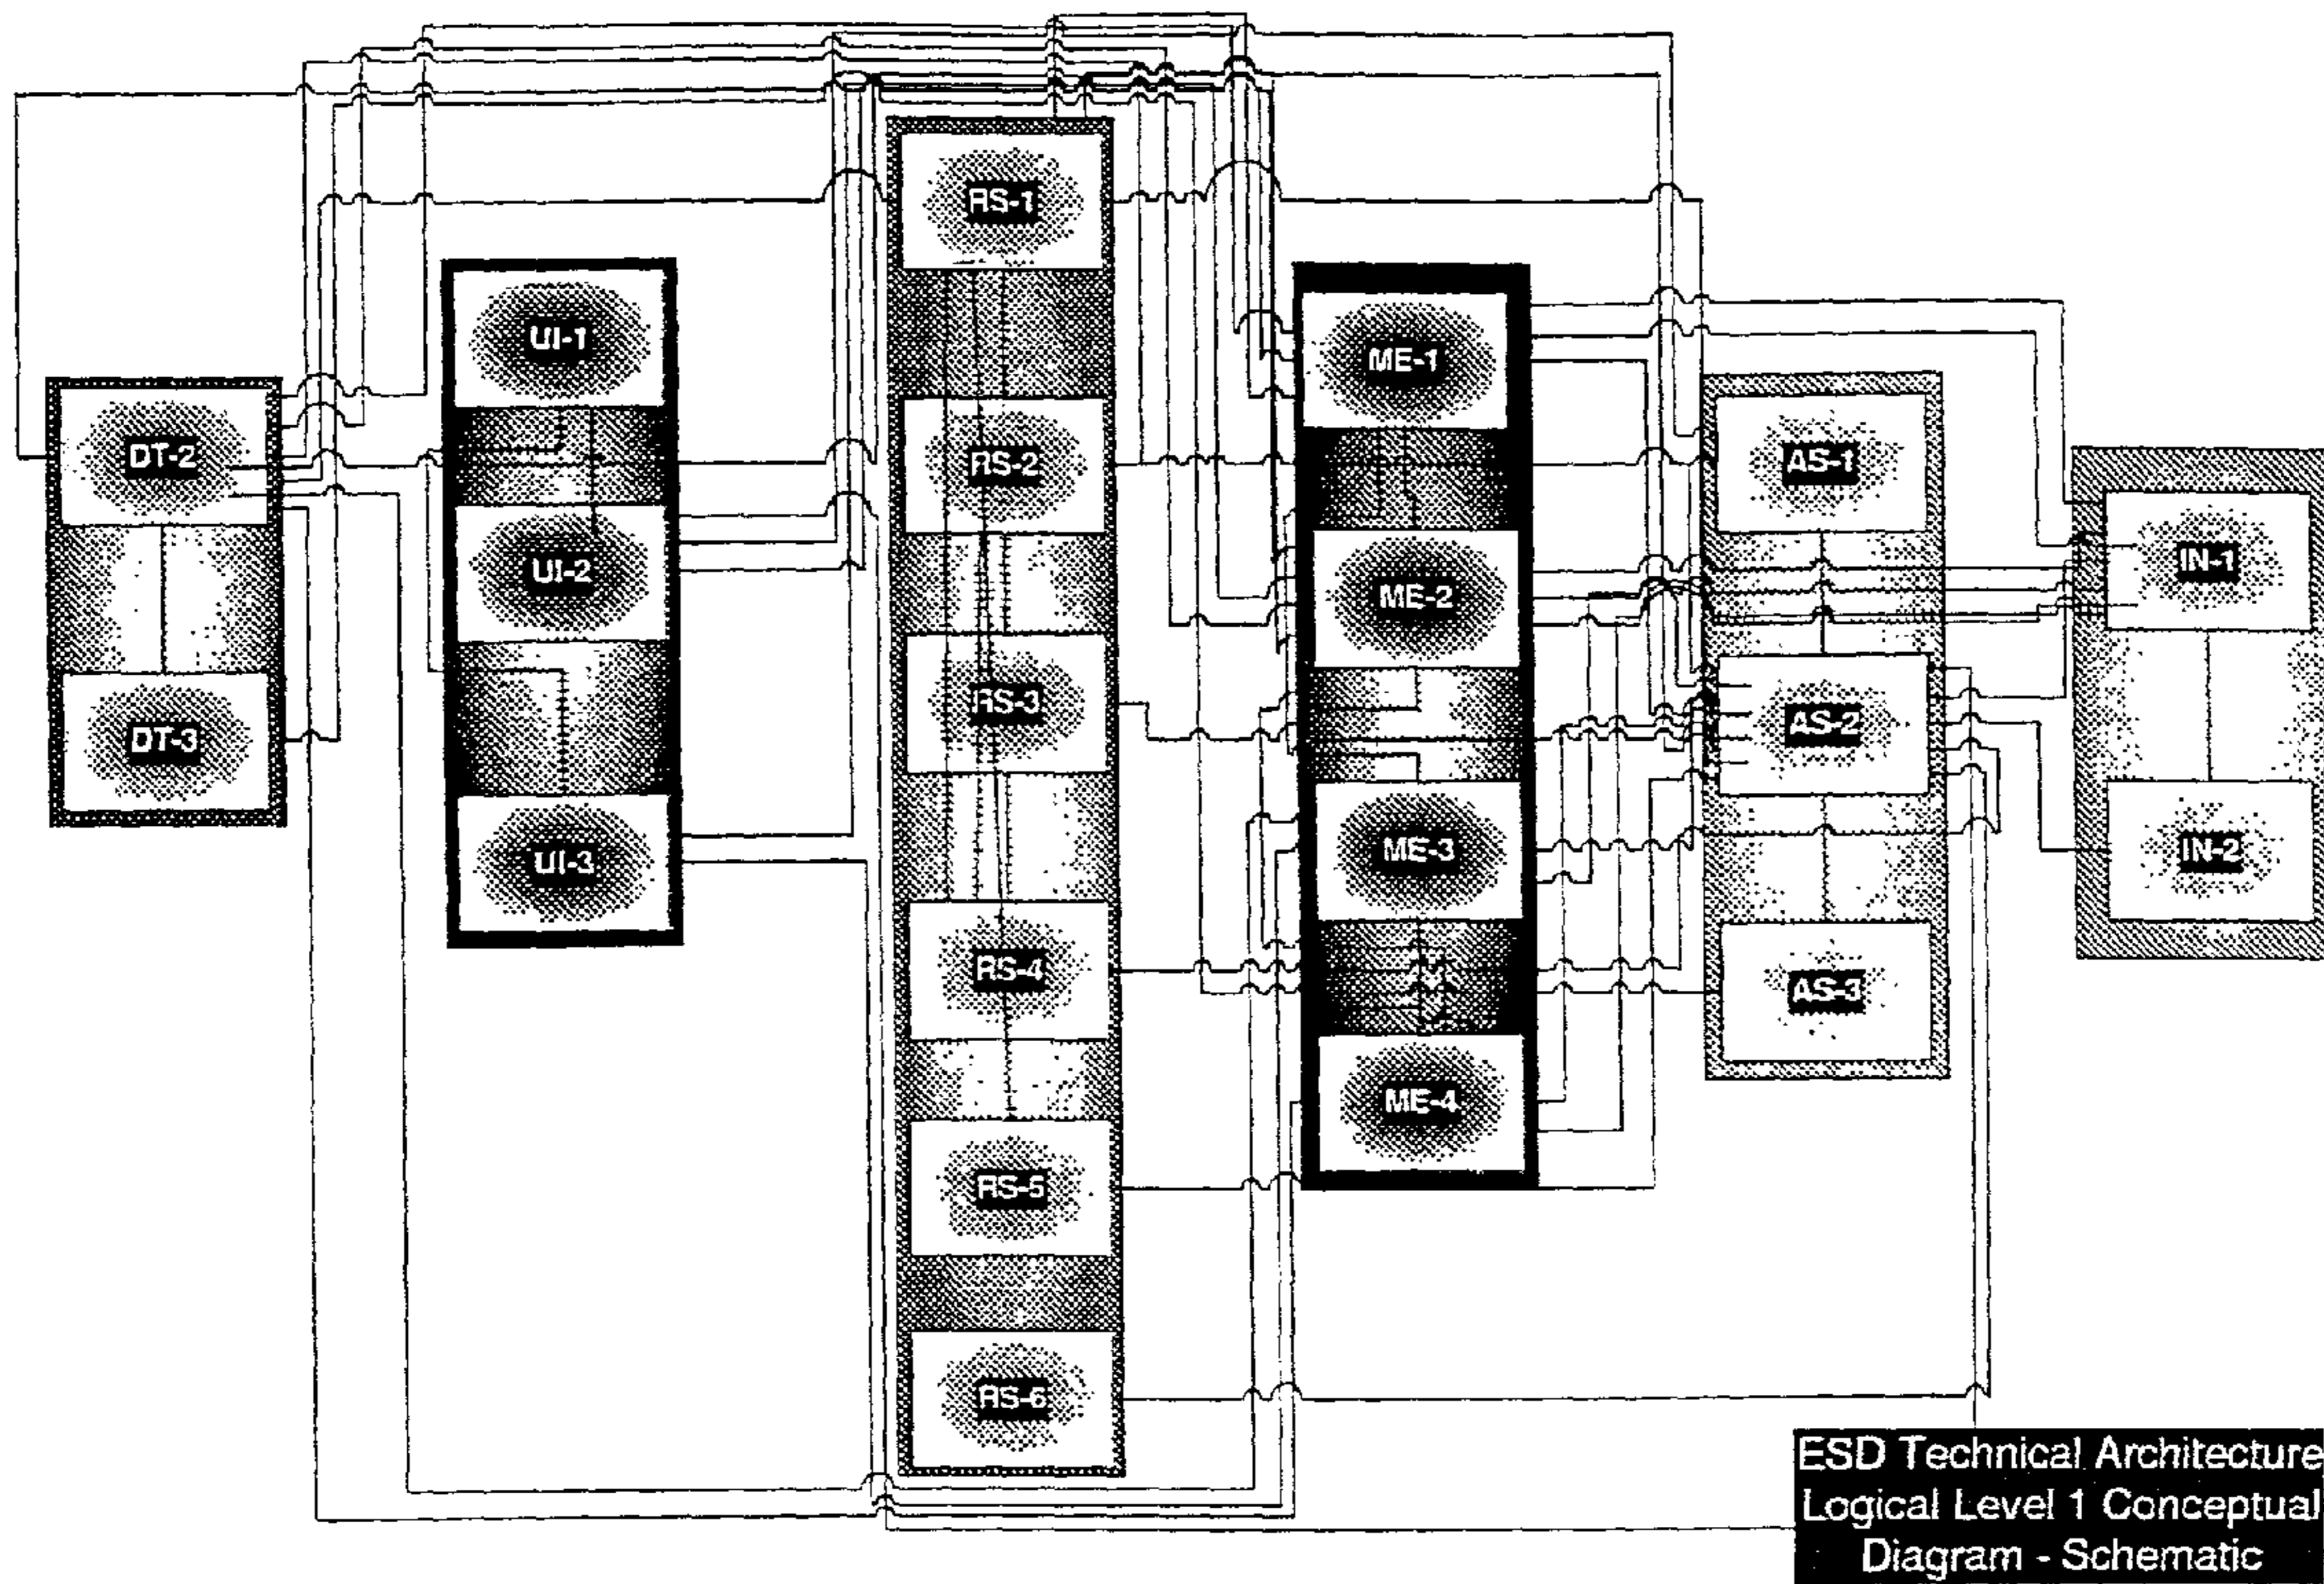 DT-2
DT-3
UI-1
UI-2
UI-3
RS-1
RS-2
RS-3
RS-4
RS-5
RS-6
ME-1
ME-2
ME-3
ME-4
AS-1
AS-2
AS-3
IN-1
IN-2
ESD Technical Architecture
Logical Level 1 Conceptual
Diagram - Schematic